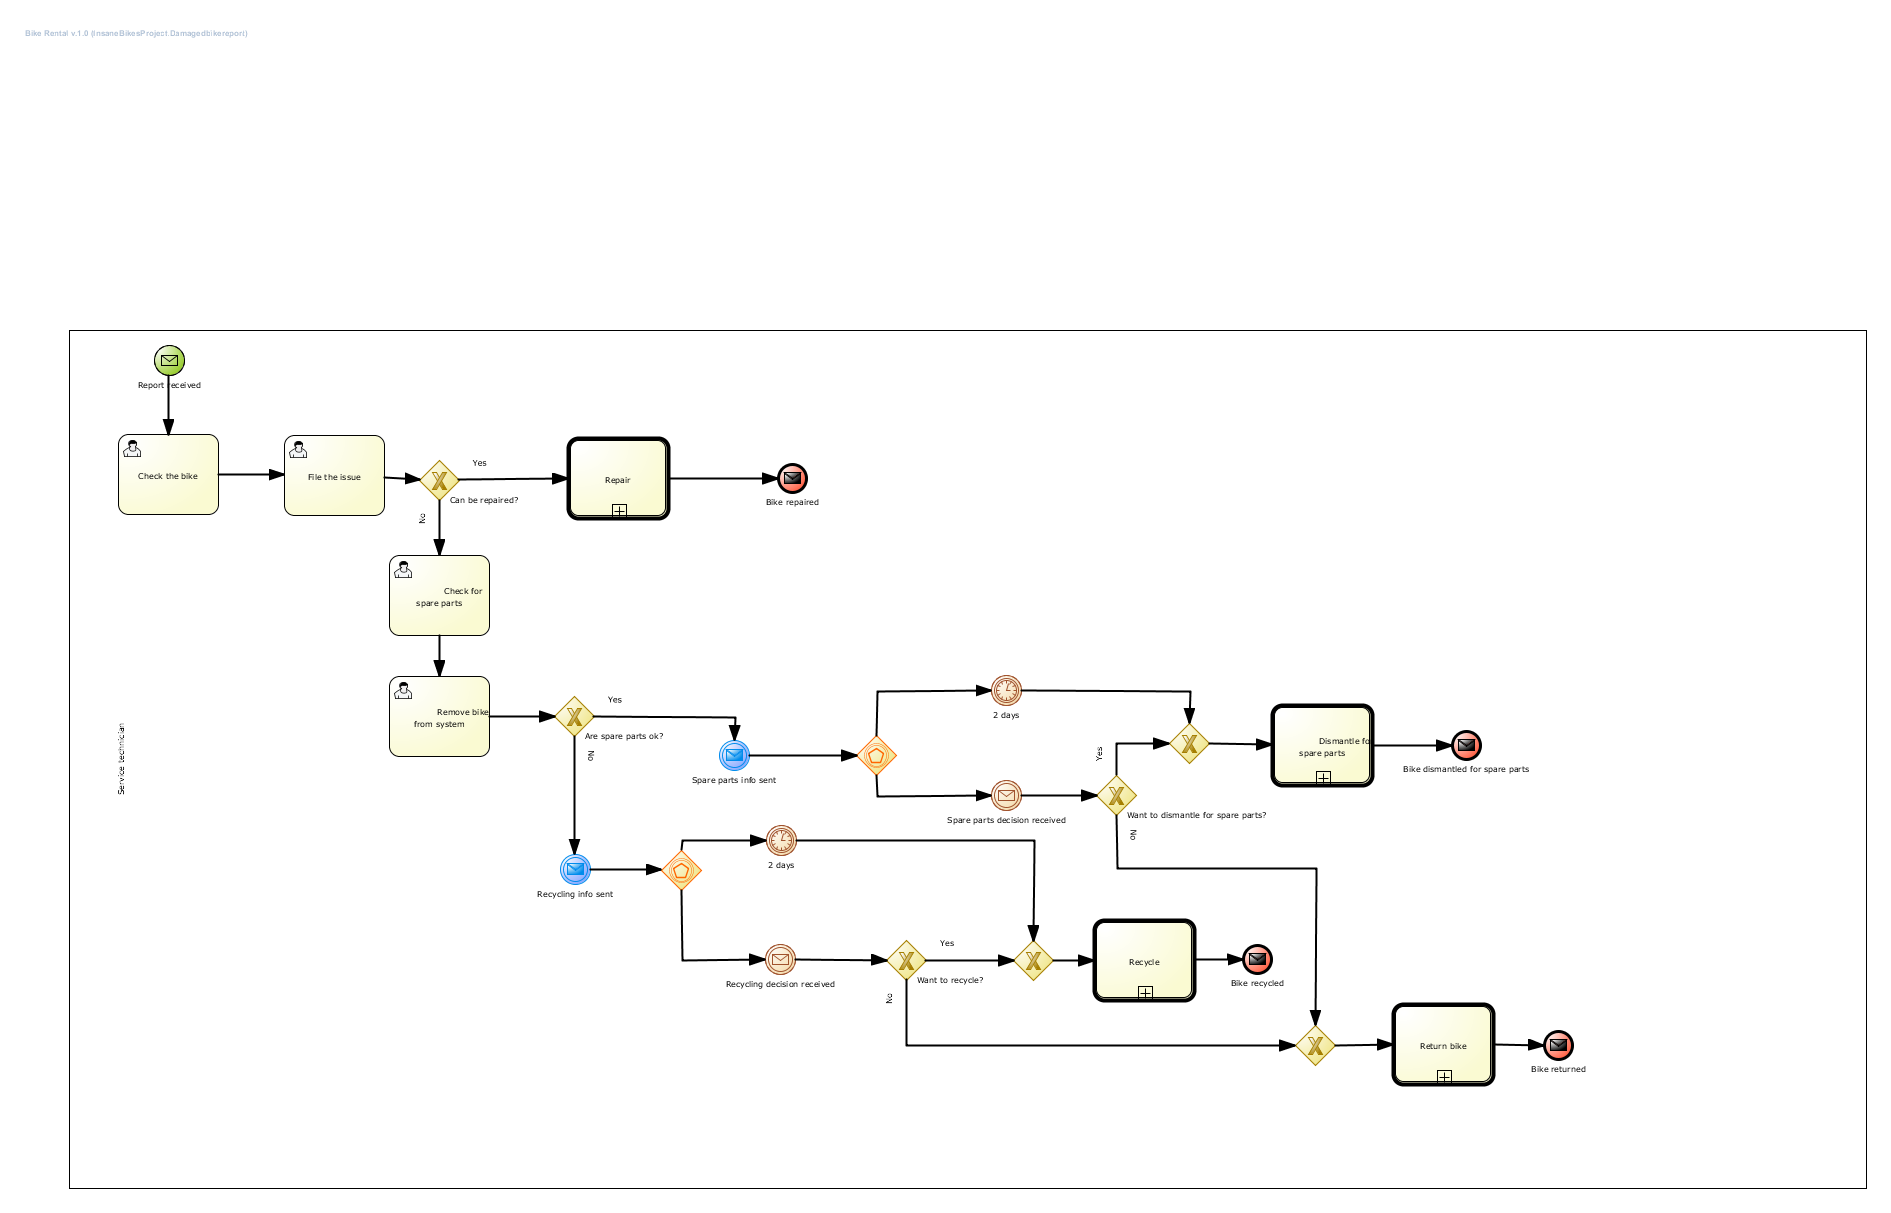 Bike Rental v.1.0 (InsaneBikesProject.Damagedbikereport)
Report received
Check the bike
File the issue
Yes
Can be repaired?
No
Repair
Bike repaired
Check for
spare parts
Remove bike
from system
Yes
Are spare parts ok?
No
Spare parts info sent
2 days
Spare parts decision received
Yes
Want to dismantle for spare parts?
No
Dismantle fo
spare parts
Bike dismantled for spare parts
Service technician
Recycling info sent
2 days
Recycling decision received
Yes
Want to recycle?
No
Recycle
Bike recycled
Return bike
Bike returned